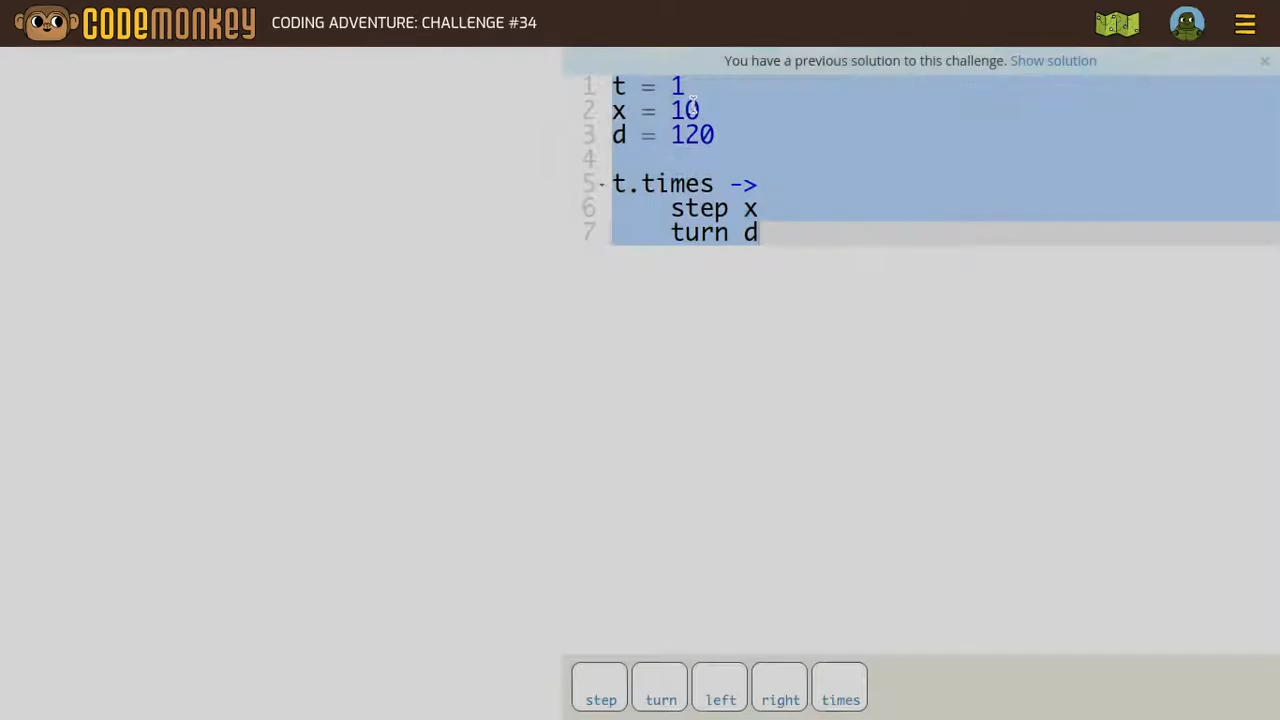 CODEMONKEY CODING ADVENTURE: CHALLENGE #34
You have a previous solution to this challenge. Show solution ×
1 t = 1
2 x = 10
3 d = 120
4
5 t.times ->
6 step x
7 turn d
step turn left right times